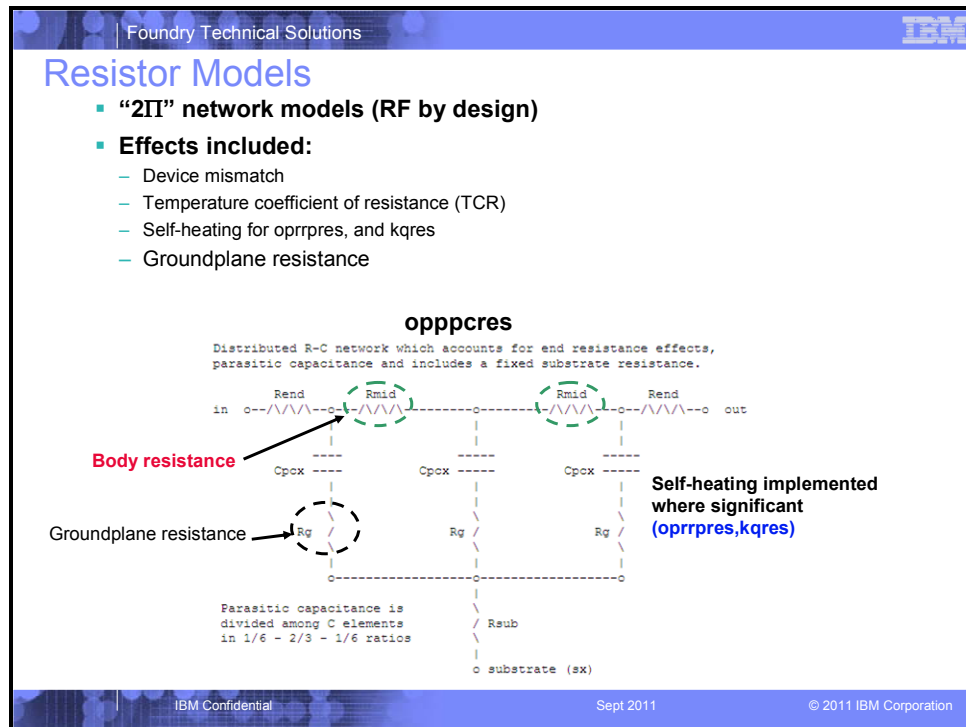 Foundry Technical Solutions
IBM
Resistor Models
▪ “2Π” network models (RF by design)
▪ Effects included:
– Device mismatch
– Temperature coefficient of resistance (TCR)
– Self-heating for oprrpres, and kqres
– Groundplane resistance
opppcres
Distributed R-C network which accounts for end resistance effects,
parasitic capacitance and includes a fixed substrate resistance.
Rend Rmid Rmid Rend
in o--/\/\/\--o---/\/\/\---------o---------/\/\/\---o--/\/\/\--o out
Body resistance
Cpcx Cpcx Cpcx
Self-heating implemented
where significant
(oprrpres,kqres)
Groundplane resistance
Rg Rg Rg
Parasitic capacitance is
divided among C elements
in 1/6 - 2/3 - 1/6 ratios
Rsub
o substrate (sx)
IBM Confidential
Sept 2011
© 2011 IBM Corporation